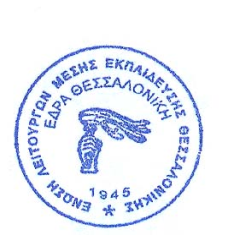 ΕΝΩΣΗ ΛΕΙΤΟΥΡΓΩΝ ΜΕΣΗΣ ΕΚΠΑΙΔΕΥΣΗΣ ΘΕΣΣΑΛΟΝΙΚΗΣ
ΕΔΡΑ ΘΕΣΣΑΛΟΝΙΚΗ
1945